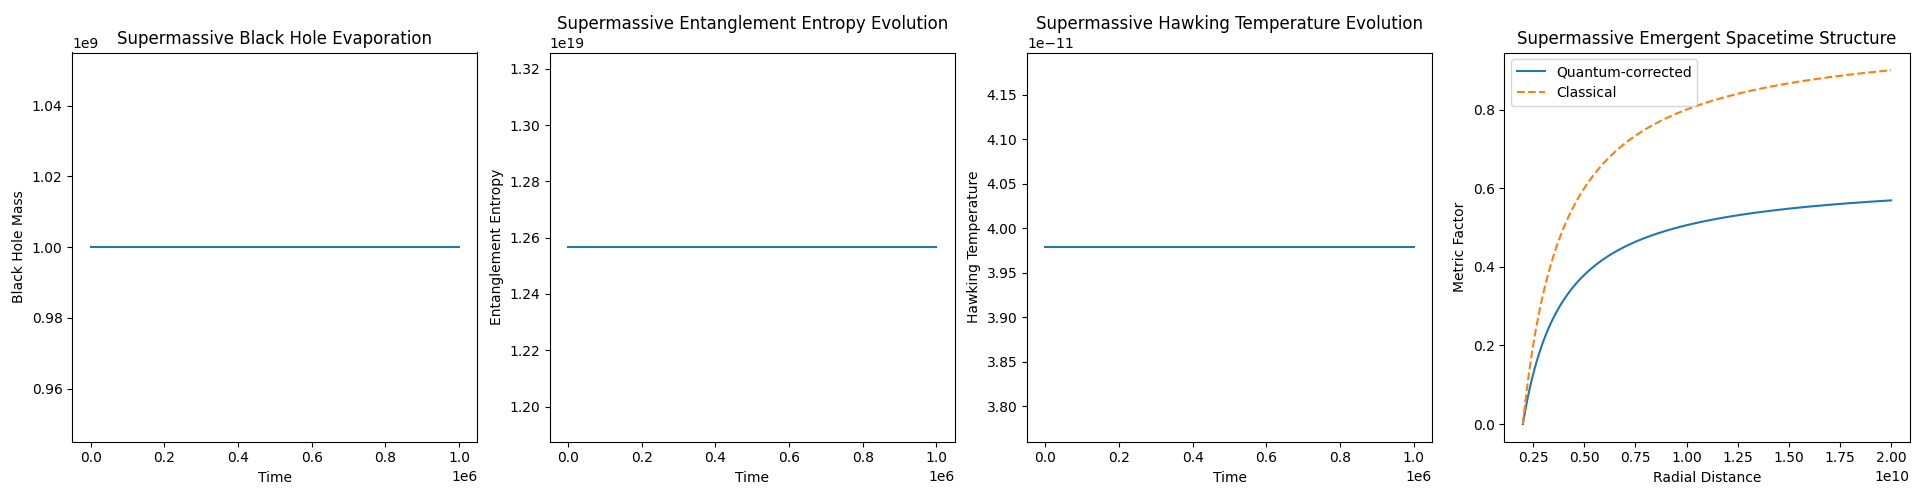 Supermassive Black Hole Evaporation
1e9
1.04
1.02
1.00
0.98
0.96
Black Hole Mass
0.0 0.2 0.4 0.6 0.8 1.0
Time
1e6
Supermassive Entanglement Entropy Evolution
1e19
1.32
1.30
1.28
1.26
1.24
1.22
1.20
Entanglement Entropy
0.0 0.2 0.4 0.6 0.8 1.0
Time
1e6
Supermassive Hawking Temperature Evolution
1e−11
4.15
4.10
4.05
4.00
3.95
3.90
3.85
3.80
Hawking Temperature
0.0 0.2 0.4 0.6 0.8 1.0
Time
1e6
Supermassive Emergent Spacetime Structure
Quantum-corrected
Classical
0.8
0.6
0.4
0.2
0.0
Metric Factor
0.25 0.50 0.75 1.00 1.25 1.50 1.75 2.00
Radial Distance
1e10